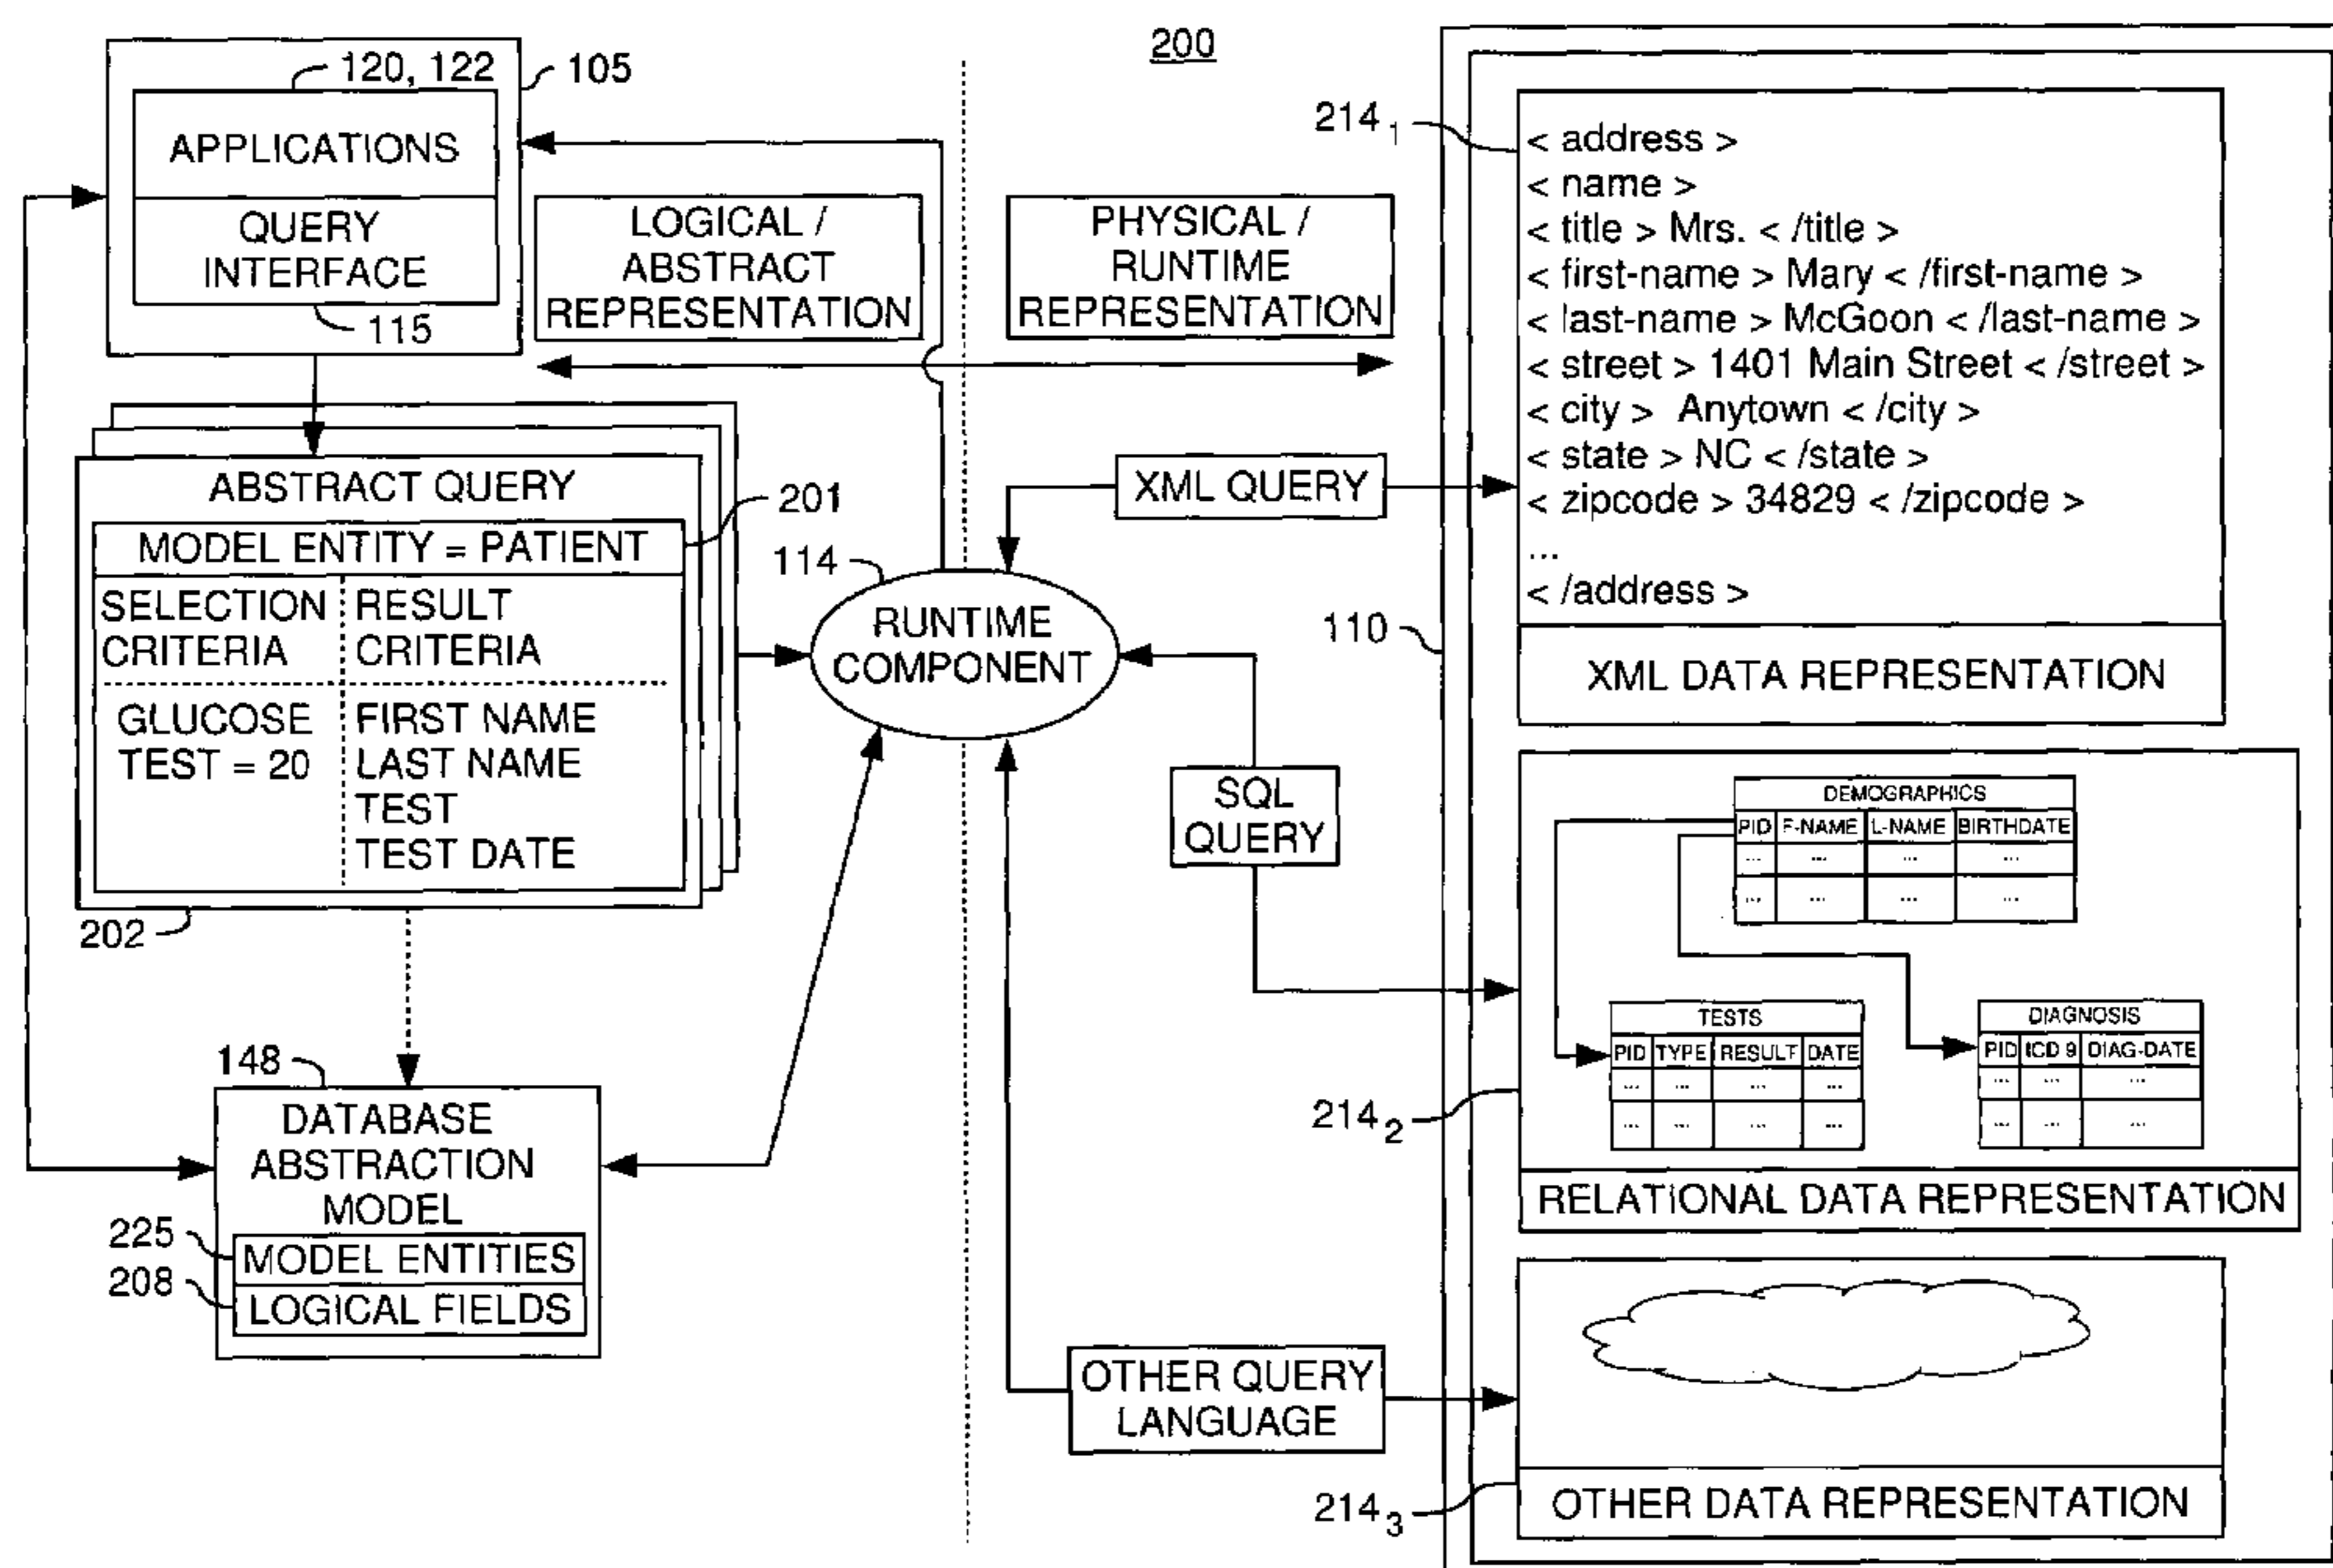 200
120, 122
105
APPLICATIONS
QUERY
INTERFACE
115
LOGICAL /
ABSTRACT
REPRESENTATION
PHYSICAL /
RUNTIME
REPRESENTATION
ABSTRACT QUERY
201
MODEL ENTITY = PATIENT
SELECTION
CRITERIA
RESULT
CRITERIA
GLUCOSE
TEST = 20
FIRST NAME
LAST NAME
TEST
TEST DATE
202
148
DATABASE
ABSTRACTION
MODEL
225
MODEL ENTITIES
208
LOGICAL FIELDS
114
RUNTIME
COMPONENT
XML QUERY
SQL
QUERY
OTHER QUERY
LANGUAGE
110
214 1
< address >
< name >
< title > Mrs. < /title >
< first-name > Mary < /first-name >
< last-name > McGoon < /last-name >
< street > 1401 Main Street < /street >
< city > Anytown < /city >
< state > NC < /state >
< zipcode > 34829 < /zipcode >
...
< /address >
XML DATA REPRESENTATION
DEMOGRAPHICS
PID F-NAME L-NAME BIRTHDATE
... ... ... ...
... ... ... ...
TESTS
PID TYPE RESULT DATE
... ... ... ...
... ... ... ...
DIAGNOSIS
PID ICD 9 DIAG-DATE
... ... ...
... ... ...
214 2
RELATIONAL DATA REPRESENTATION
214 3
OTHER DATA REPRESENTATION